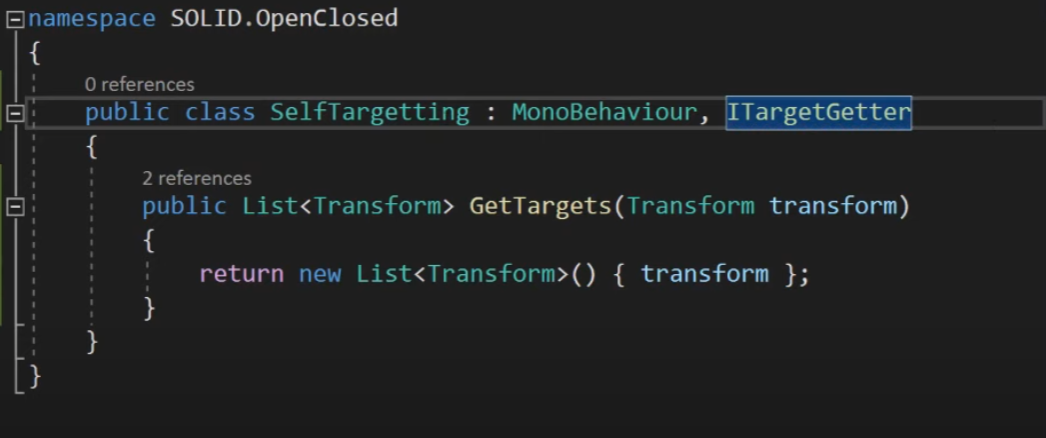 namespace SOLID.OpenClosed
{
0 references
public class SelfTargetting : MonoBehaviour, ITargetGetter
{
2 references
public List<Transform> GetTargets(Transform transform)
{
return new List<Transform>() { transform };
}
}
}